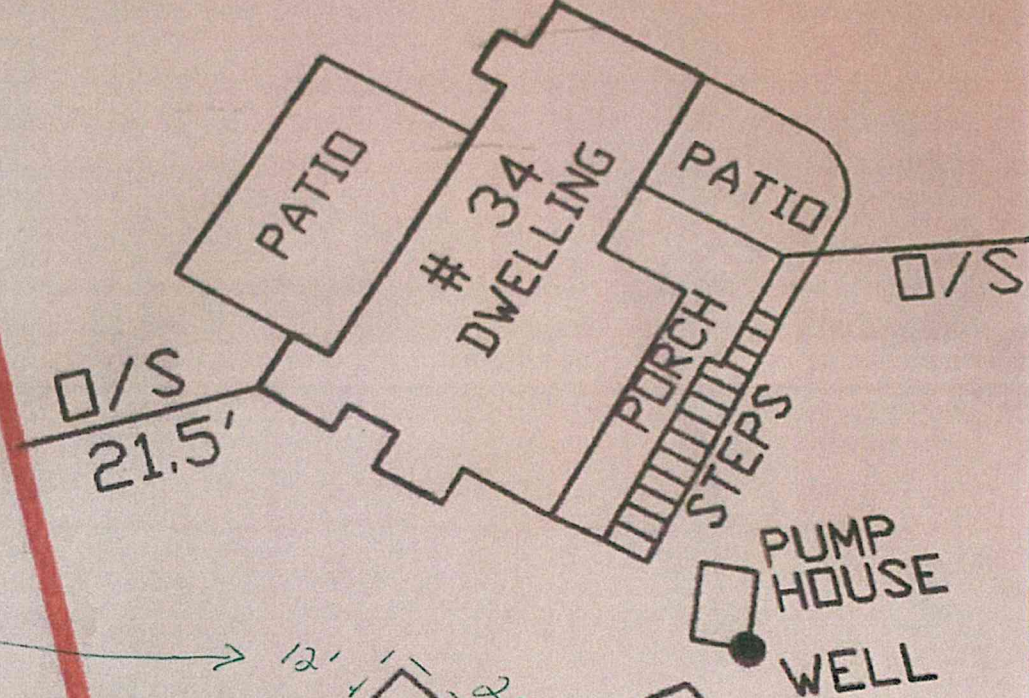 PATIO
# 34
DWELLING
PATIO
O/S
PORCH
STEPS
O/S
21.5'
PUMP
HOUSE
WELL
12'